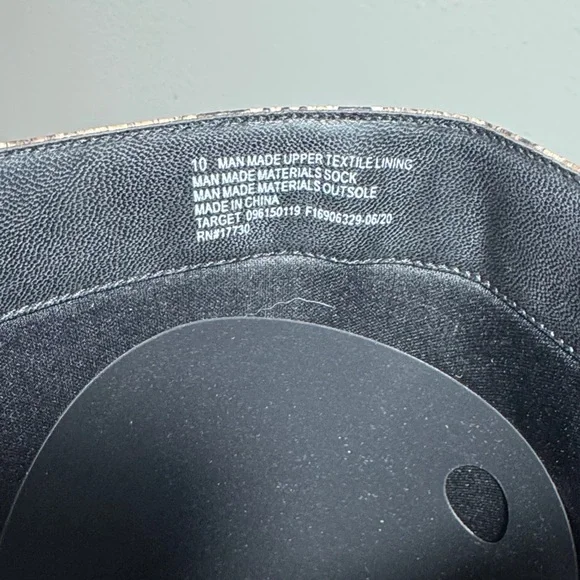 10 MAN MADE UPPER TEXTILE LINING
MAN MADE MATERIALS SOCK
MAN MADE MATERIALS OUTSOLE
MADE IN CHINA
TARGET 096150119 F16906329-06/20
RN#17730